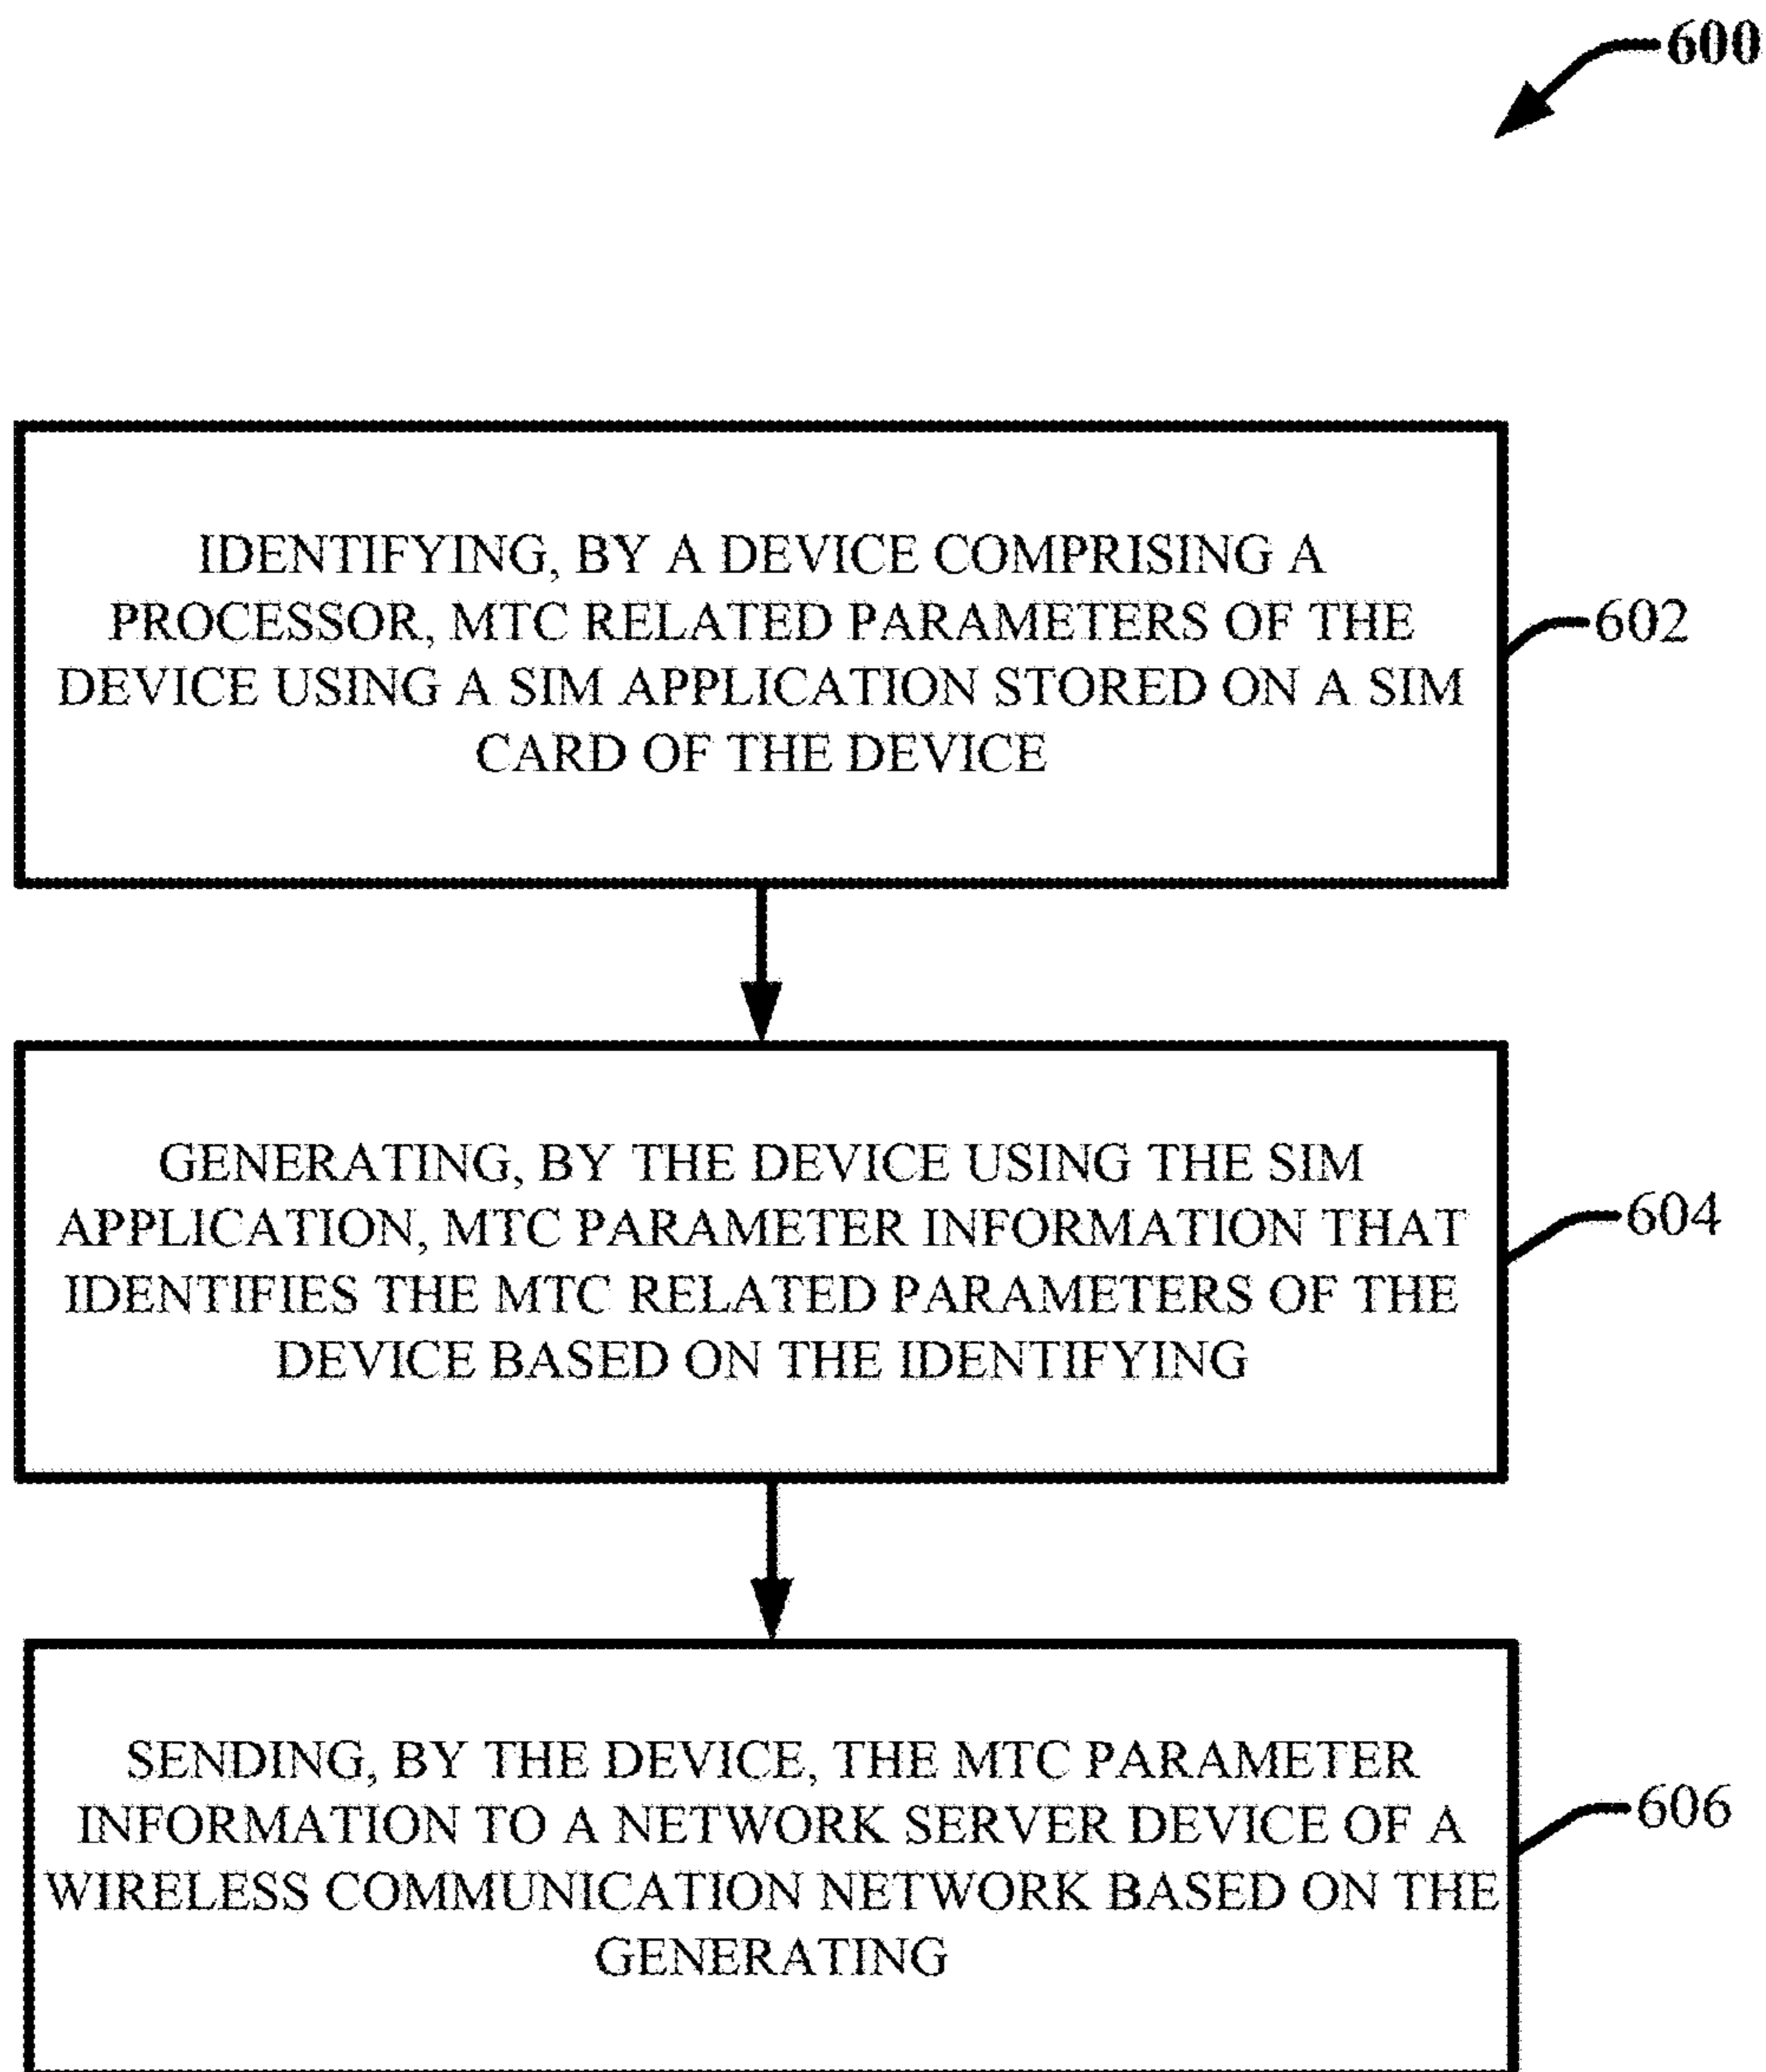 600
IDENTIFYING, BY A DEVICE COMPRISING A
PROCESSOR, MTC RELATED PARAMETERS OF THE
DEVICE USING A SIM APPLICATION STORED ON A SIM
CARD OF THE DEVICE
602
GENERATING, BY THE DEVICE USING THE SIM
APPLICATION, MTC PARAMETER INFORMATION THAT
IDENTIFIES THE MTC RELATED PARAMETERS OF THE
DEVICE BASED ON THE IDENTIFYING
604
SENDING, BY THE DEVICE, THE MTC PARAMETER
INFORMATION TO A NETWORK SERVER DEVICE OF A
WIRELESS COMMUNICATION NETWORK BASED ON THE
GENERATING
606